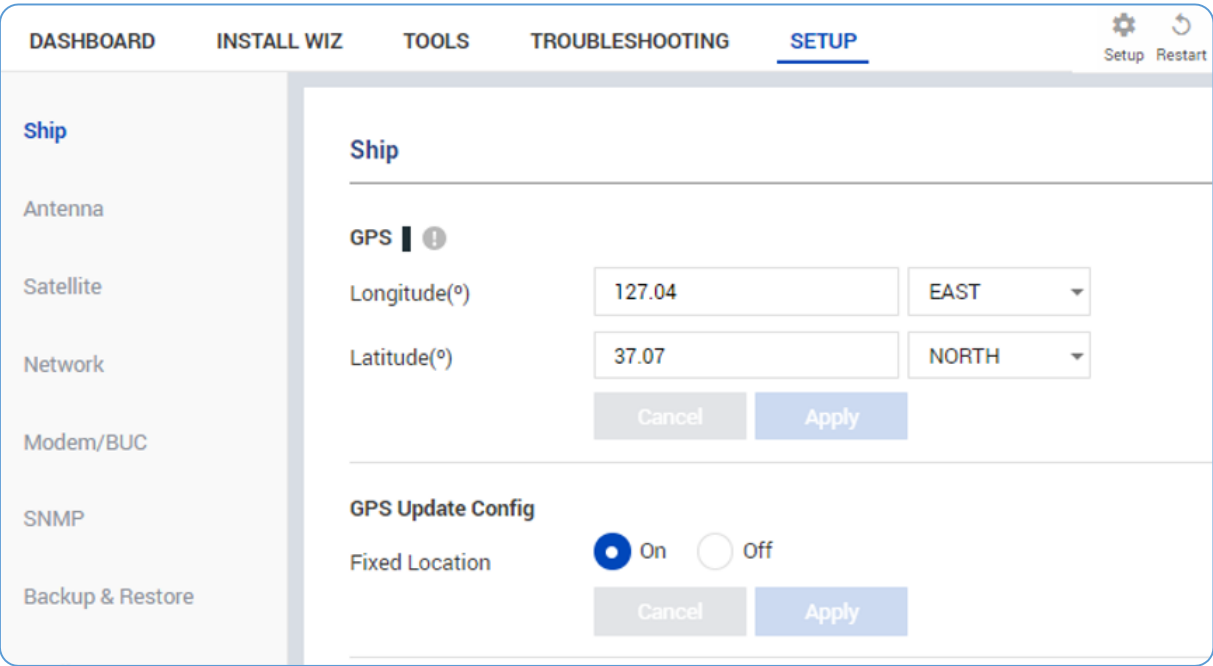 DASHBOARD INSTALL WIZ TOOLS TROUBLESHOOTING SETUP Setup Restart
Ship
Antenna
Satellite
Network
Modem/BUC
SNMP
Backup & Restore
Ship
GPS
Longitude(º) 127.04 EAST
Latitude(º) 37.07 NORTH
Cancel Apply
GPS Update Config
Fixed Location On Off
Cancel Apply